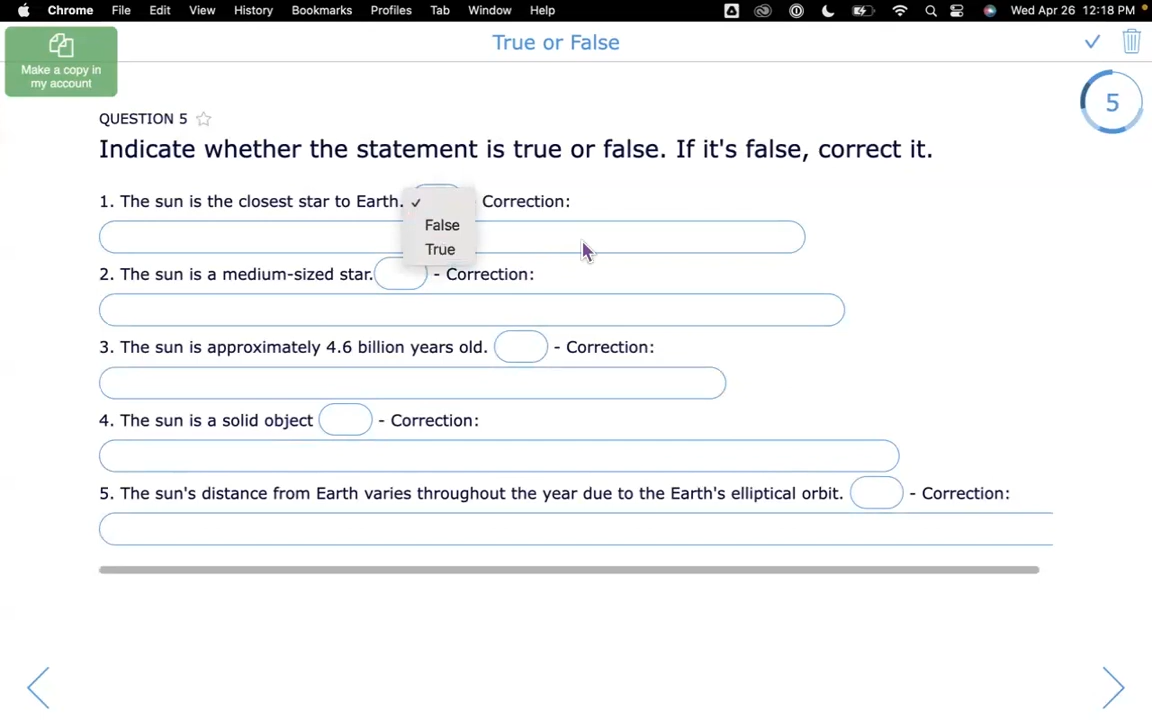 Chrome File Edit View History Bookmarks Profiles Tab Window Help Wed Apr 26 12:18 PM
True or False
Make a copy in
my account
5
QUESTION 5
Indicate whether the statement is true or false. If it's false, correct it.
1. The sun is the closest star to Earth. Correction:
False
True
2. The sun is a medium-sized star. - Correction:
3. The sun is approximately 4.6 billion years old. - Correction:
4. The sun is a solid object - Correction:
5. The sun's distance from Earth varies throughout the year due to the Earth's elliptical orbit. - Correction: